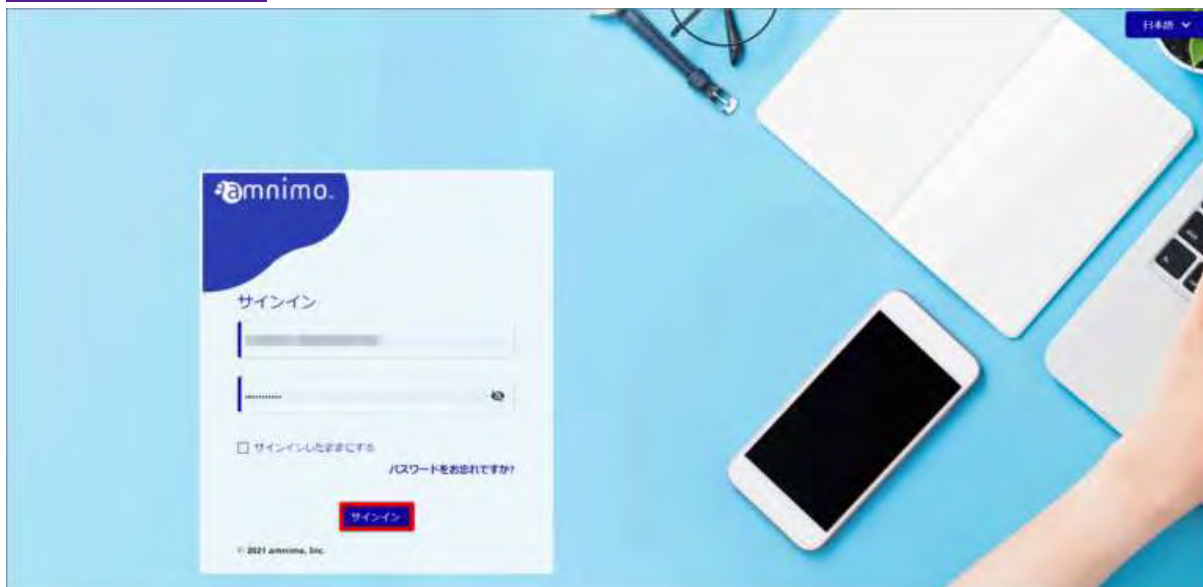 日本語
amnimo
サインイン
サインインしたままにする
パスワードをお忘れですか?
サインイン
© 2021 amnimo, Inc.